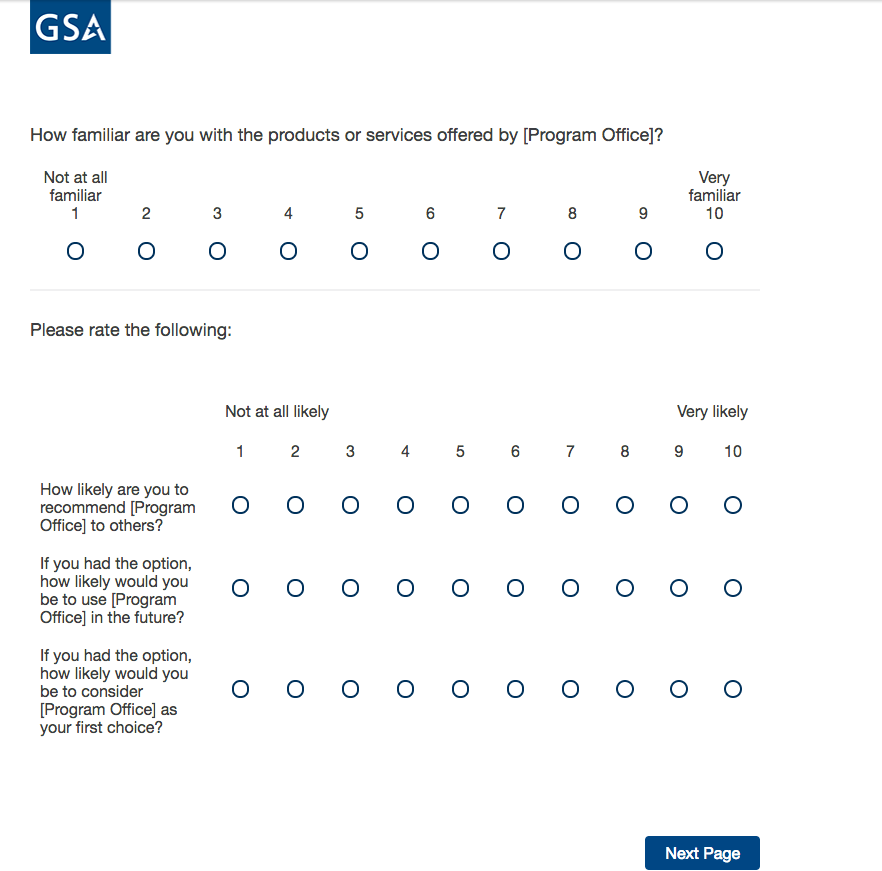 GSA
How familiar are you with the products or services offered by [Program Office]?
Not at all
familiar
Very
familiar
1 2 3 4 5 6 7 8 9 10
Please rate the following:
Not at all likely Very likely
1 2 3 4 5 6 7 8 9 10
How likely are you to
recommend [Program
Office] to others?
If you had the option,
how likely would you
be to use [Program
Office] in the future?
If you had the option,
how likely would you
be to consider
[Program Office] as
your first choice?
Next Page